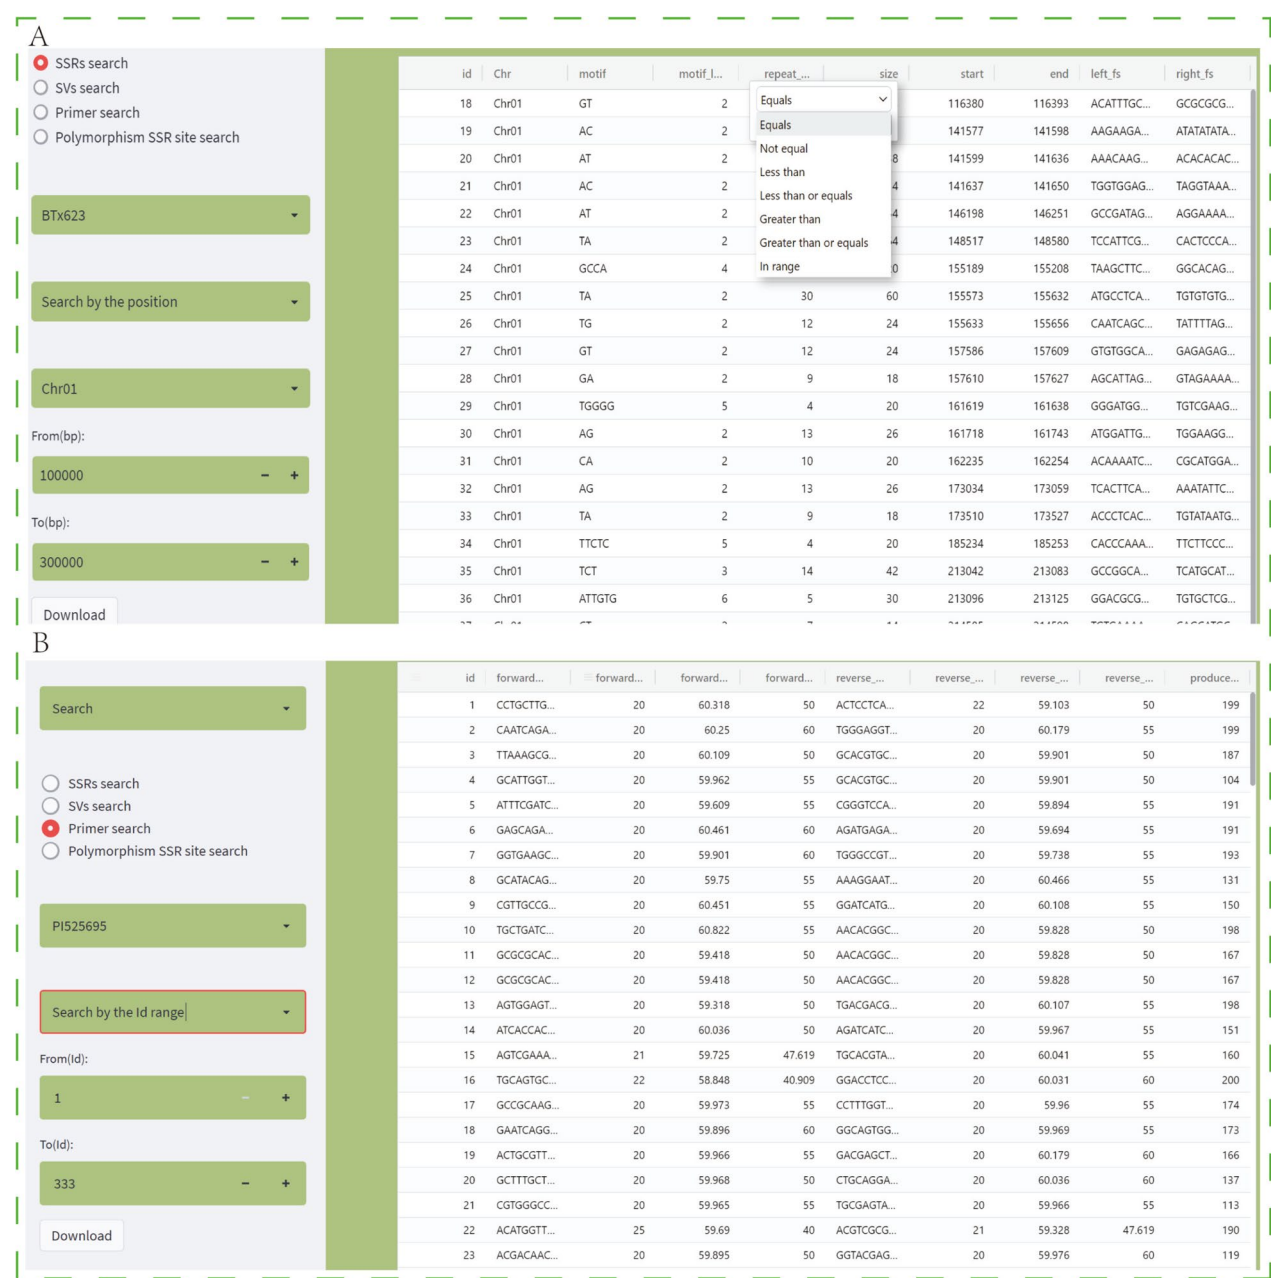 A
SSRs search
SVs search
Primer search
Polymorphism SSR site search
BTx623
Search by the position
Chr01
From(bp):
100000 - +
To(bp):
300000 - +
Download
id Chr motif motif_l... repeat_... size start end left_fs right_fs
18 Chr01 GT 2 116380 116393 ACATTTGC... GCGCGCG...
19 Chr01 AC 2 141577 141598 AAGAAGA... ATATATATA...
20 Chr01 AT 2 8 141599 141636 AAACAAG... ACACACAC...
21 Chr01 AC 2 4 141637 141650 TGGTGGAG... TAGGTAAA...
22 Chr01 AT 2 4 146198 146251 GCCGATAG... AGGAAAA...
23 Chr01 TA 2 4 148517 148580 TCCATTCG... CACTCCCA...
24 Chr01 GCCA 4 0 155189 155208 TAAGCTTC... GGCACAG...
25 Chr01 TA 2 30 60 155573 155632 ATGCCTCA... TGTGTGTG...
26 Chr01 TG 2 12 24 155633 155656 CAATCAGC... TATTTTAG...
27 Chr01 GT 2 12 24 157586 157609 GTGTGGCA... GAGAGAG...
28 Chr01 GA 2 9 18 157610 157627 AGCATTAG... GTAGAAAA...
29 Chr01 TGGGG 5 4 20 161619 161638 GGGATGG... TGTCGAAG...
30 Chr01 AG 2 13 26 161718 161743 ATGGATTG... TGGAAGG...
31 Chr01 CA 2 10 20 162235 162254 ACAAAATC... CGCATGGA...
32 Chr01 AG 2 13 26 173034 173059 TCACTTCA... AAATATTC...
33 Chr01 TA 2 9 18 173510 173527 ACCCTCAC... TGTATAATG...
34 Chr01 TTCTC 5 4 20 185234 185253 CACCCAAA... TTCTTCCC...
35 Chr01 TCT 3 14 42 213042 213083 GCCGGCA... TCATGCAT...
36 Chr01 ATTGTG 6 5 30 213096 213125 GGACGCG... TGTGCTCG...
Equals
Equals
Not equal
Less than
Less than or equals
Greater than
Greater than or equals
In range
B
Search
SSRs search
SVs search
Primer search
Polymorphism SSR site search
PI525695
Search by the Id range
From(Id):
1 - +
To(Id):
333 - +
Download
id forward... forward... forward... forward... reverse_... reverse_... reverse_... reverse_... produce...
1 CCTGCTTG... 20 60.318 50 ACTCCTCA... 22 59.103 50 199
2 CAATCAGA... 20 60.25 60 TGGGAGGT... 20 60.179 55 199
3 TTAAAGCG... 20 60.109 50 GCACGTGC... 20 59.901 50 187
4 GCATTGGT... 20 59.962 55 GCACGTGC... 20 59.901 50 104
5 ATTTCGATC... 20 59.609 55 CGGGTCCA... 20 59.894 55 191
6 GAGCAGA... 20 60.461 60 AGATGAGA... 20 59.694 55 191
7 GGTGAAGC... 20 59.901 60 TGGGCCGT... 20 59.738 55 193
8 GCATACAG... 20 59.75 55 AAAGGAAT... 20 60.466 55 131
9 CGTTGCCG... 20 60.451 55 GGATCATG... 20 60.108 55 150
10 TGCTGATC... 20 60.822 55 AACACGGC... 20 59.828 50 198
11 GCGCGCAC... 20 59.418 50 AACACGGC... 20 59.828 50 167
12 GCGCGCAC... 20 59.418 50 AACACGGC... 20 59.828 50 167
13 AGTGGAGT... 20 59.318 50 TGACGACG... 20 60.107 55 198
14 ATCACCAC... 20 60.036 50 AGATCATC... 20 59.967 55 151
15 AGTCGAAA... 21 59.725 47.619 TGCACGTA... 20 60.041 55 160
16 TGCAGTGC... 22 58.848 40.909 GGACCTCC... 20 60.031 60 200
17 GCCGCAAG... 20 59.973 55 CCTTTGGT... 20 59.96 55 174
18 GAATCAGG... 20 59.896 60 GGCAGTGG... 20 59.969 55 173
19 ACTGCGTT... 20 59.966 55 GACGAGCT... 20 60.179 60 166
20 GCTTTGCT... 20 59.968 50 CTGCAGGA... 20 60.036 60 137
21 CGTGGGCC... 20 59.965 55 TGCGAGTA... 20 59.966 55 113
22 ACATGGTT... 25 59.69 40 ACGTCGCG... 21 59.328 47.619 190
23 ACGACAAC... 20 59.895 50 GGTACGAG... 20 59.976 60 119